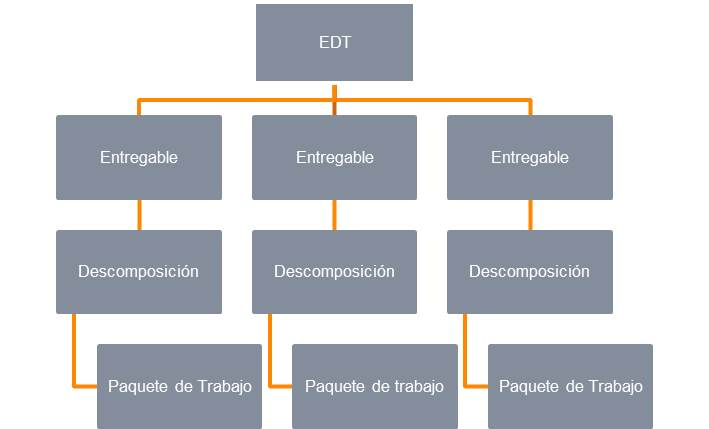 EDT
Entregable
Entregable
Entregable
Descomposición
Descomposición
Descomposición
Paquete de Trabajo
Paquete de trabajo
Paquete de Trabajo